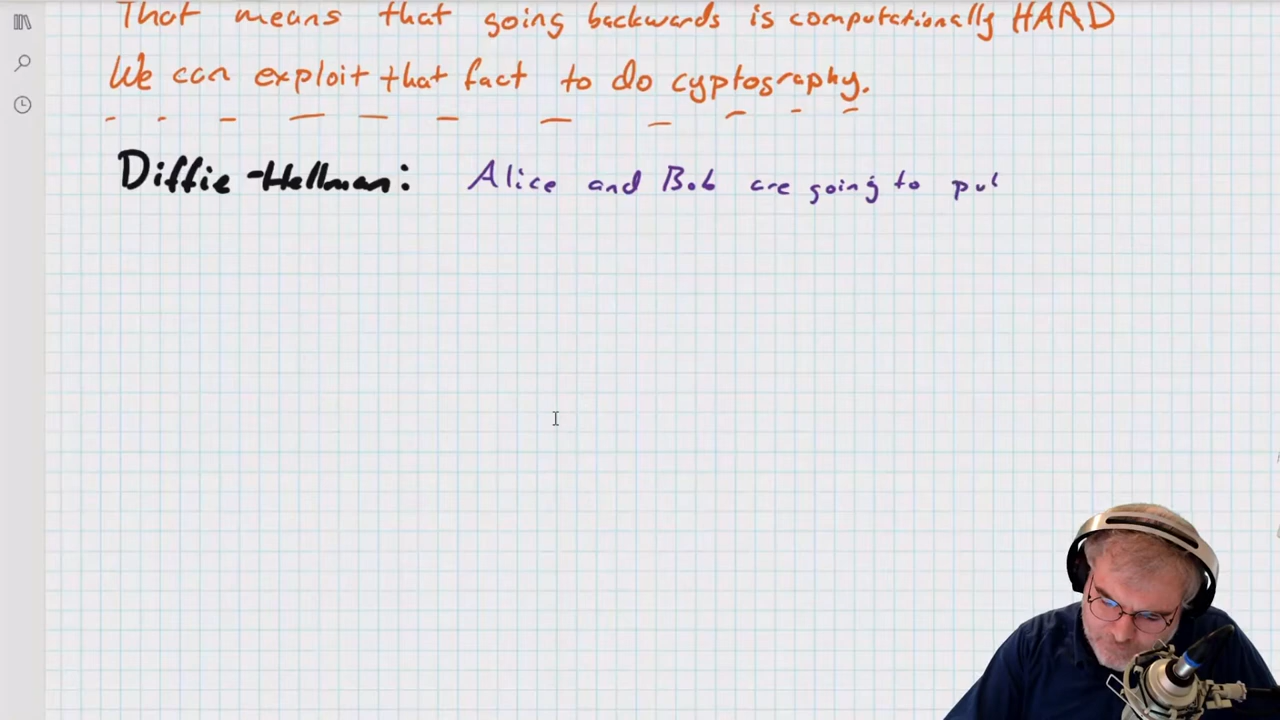 That means that going backwards is computationally HARD
We can exploit that fact to do cyptography.
Diffie-Hellman: Alice and Bob are going to